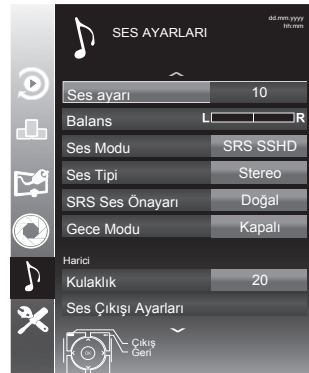 SES AYARLARI
dd.mm.yyyy
hh:mm
Ses ayarı 10
Balans L R
Ses Modu SRS SSHD
Ses Tipi Stereo
SRS Ses Önayarı Doğal
Gece Modu Kapalı
Harici
Kulaklık 20
Ses Çıkışı Ayarları
Çıkış
Geri
OK